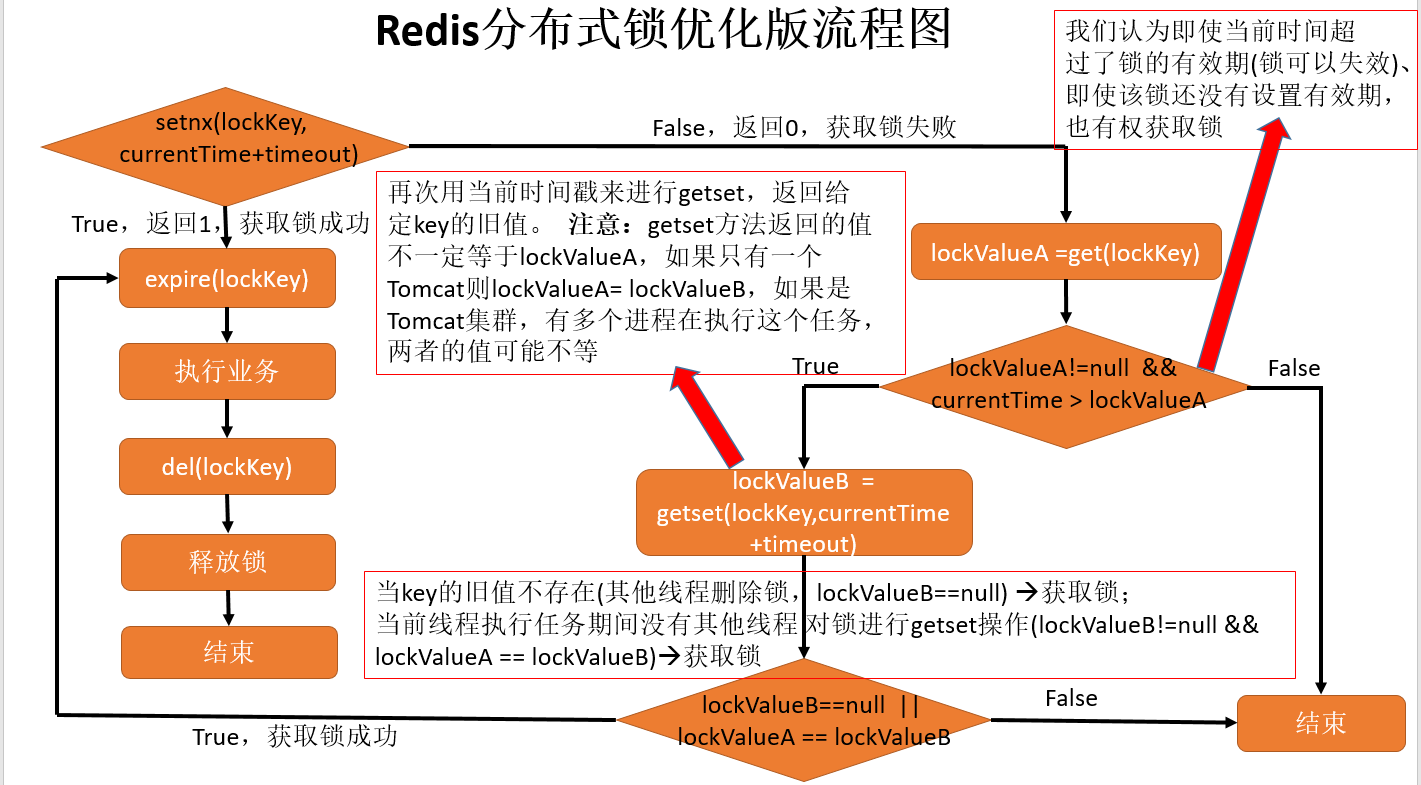 Redis分布式锁优化版流程图
我们认为即使当前时间超
过了锁的有效期(锁可以失效)、
即使该锁还没有设置有效期，
也有权获取锁
setnx(lockKey,
currentTime+timeout)
False，返回0，获取锁失败
True，返回1，获取锁成功
再次用当前时间戳来进行getset，返回给
定key的旧值。 注意：getset方法返回的值
不一定等于lockValueA，如果只有一个
Tomcat则lockValueA= lockValueB，如果是
Tomcat集群，有多个进程在执行这个任务，
两者的值可能不等
lockValueA =get(lockKey)
expire(lockKey)
执行业务
True
lockValueA!=null &&
currentTime > lockValueA
False
del(lockKey)
lockValueB =
getset(lockKey,currentTime
+timeout)
释放锁
当key的旧值不存在(其他线程删除锁，lockValueB==null) →获取锁；
当前线程执行任务期间没有其他线程 对锁进行getset操作(lockValueB!=null &&
lockValueA == lockValueB)→获取锁
结束
lockValueB==null ||
lockValueA == lockValueB
False
结束
True，获取锁成功